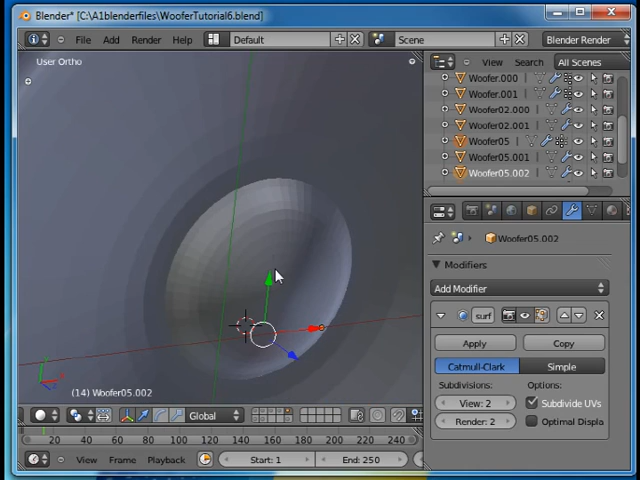 Blender* [C:\A1blenderfiles\WooferTutorial6.blend]
File Add Render Help Default Scene Blender Render
User Ortho
View Search All Scenes
Woofer.000
Woofer.001
Woofer02.000
Woofer02.001
Woofer05
Woofer05.001
Woofer05.002
Woofer05.002
Modifiers
Add Modifier
surf
Apply Copy
Catmull-Clark Simple
Subdivisions: Options:
View: 2 Subdivide UVs
Render: 2 Optimal Displa
(14) Woofer05.002
Global
20 40 60 80 100 120 140 160 180 200 220 240
View Frame Playback Start: 1 End: 250